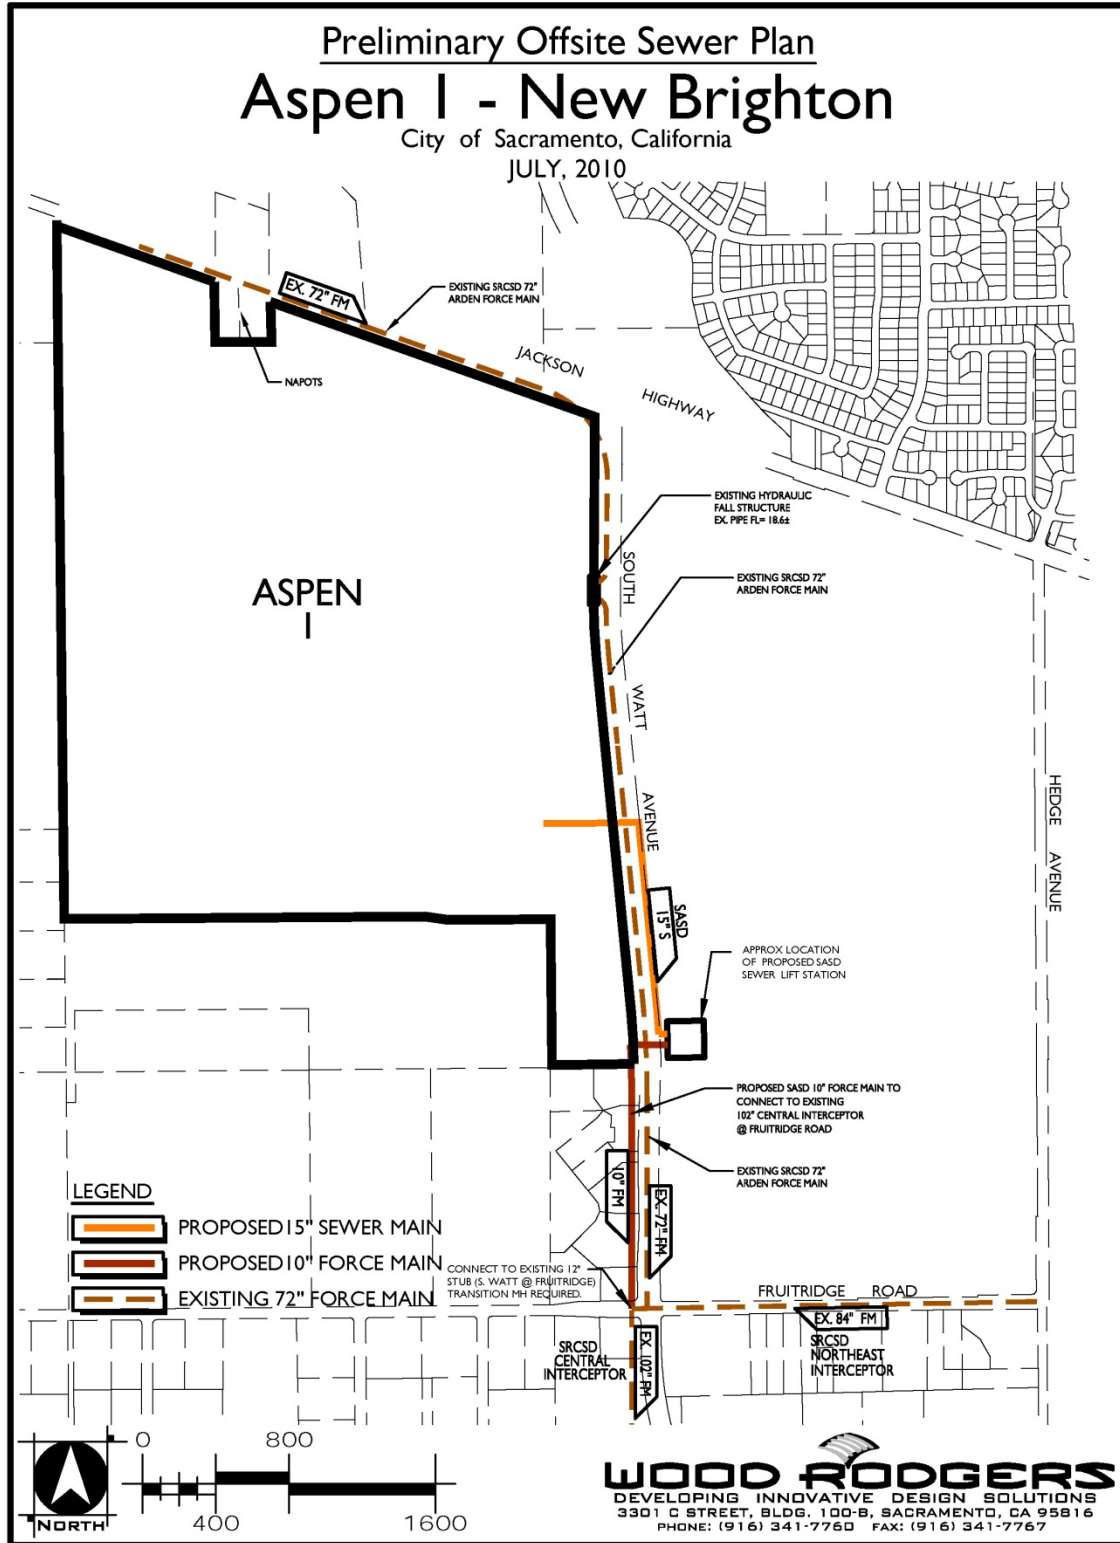 Preliminary Offsite Sewer Plan
Aspen 1 - New Brighton
City of Sacramento, California
JULY, 2010
EX. 72" FM
EXISTING SRCSD 72"
ARDEN FORCE MAIN
JACKSON
HIGHWAY
NAPOTS
EXISTING HYDRAULIC
FALL STRUCTURE
EX. PIPE FL= 18.6±
SOUTH
WATT
AVENUE
EXISTING SRCSD 72"
ARDEN FORCE MAIN
ASPEN
1
HEDGE
AVENUE
SASD
15" S
APPROX LOCATION
OF PROPOSED SASD
SEWER LIFT STATION
PROPOSED SASD 10" FORCE MAIN TO
CONNECT TO EXISTING
102" CENTRAL INTERCEPTOR
@ FRUITRIDGE ROAD
EXISTING SRCSD 72"
ARDEN FORCE MAIN
10" FM
EX. 72" FM
LEGEND
PROPOSED 15" SEWER MAIN
PROPOSED 10" FORCE MAIN
EXISTING 72" FORCE MAIN
CONNECT TO EXISTING 12"
STUB (S. WATT @ FRUITRIDGE)
TRANSITION MH REQUIRED.
FRUITRIDGE ROAD
EX. 84" FM
SRCSD
NORTHEAST
INTERCEPTOR
SRCSD
CENTRAL
INTERCEPTOR
EX. 102" FM
NORTH
0
800
400
1600
WOOD RODGERS
DEVELOPING INNOVATIVE DESIGN SOLUTIONS
3301 C STREET, BLDG. 100-B, SACRAMENTO, CA 95816
PHONE: (916) 341-7760 FAX: (916) 341-7767